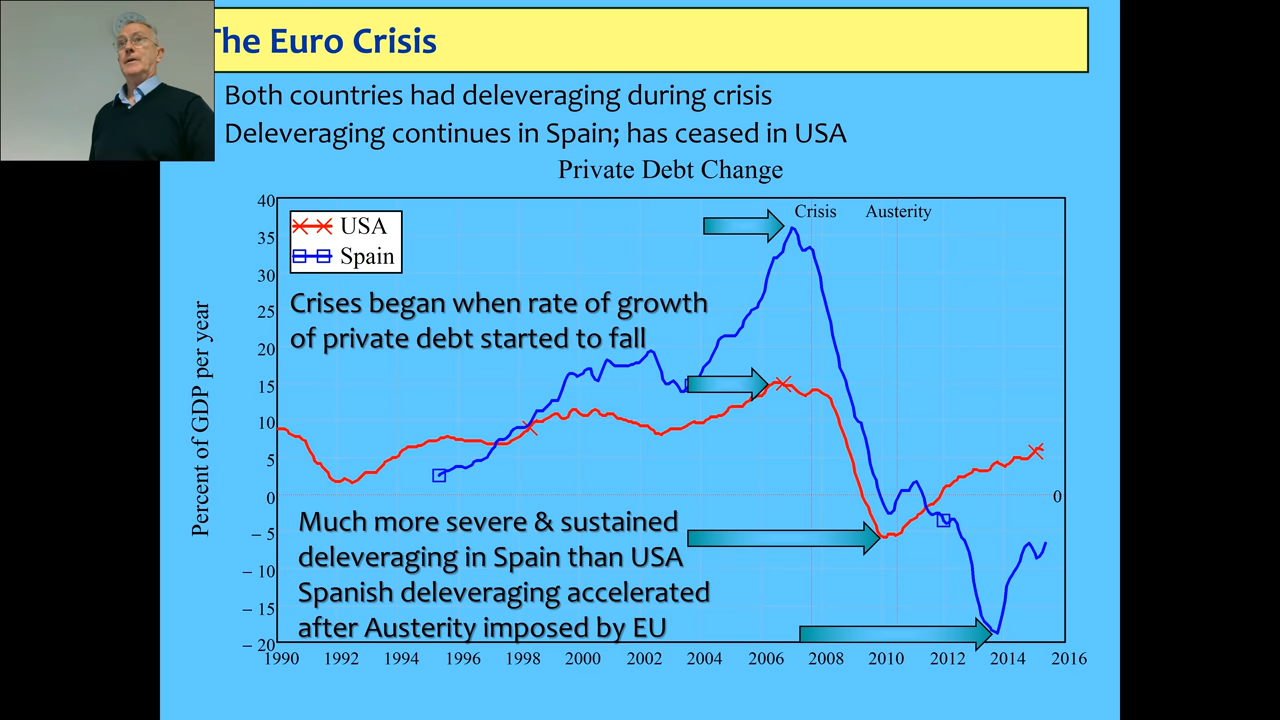 The Euro Crisis
Both countries had deleveraging during crisis
Deleveraging continues in Spain; has ceased in USA
Private Debt Change
40
35
30
25
20
15
10
5
0
– 5
– 10
– 15
– 20
Percent of GDP per year
USA
Spain
Crisis
Austerity
Crises began when rate of growth
of private debt started to fall
0
Much more severe & sustained
deleveraging in Spain than USA
Spanish deleveraging accelerated
after Austerity imposed by EU
1990 1992 1994 1996 1998 2000 2002 2004 2006 2008 2010 2012 2014 2016